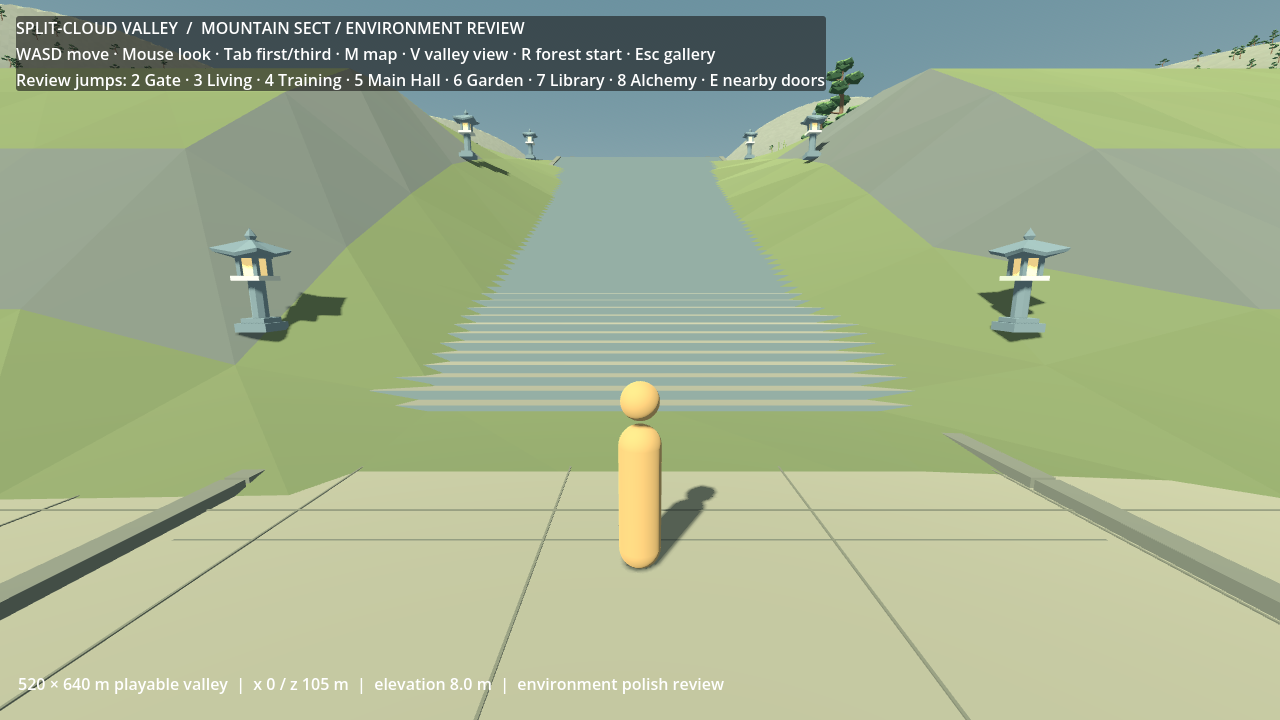 SPLIT-CLOUD VALLEY / MOUNTAIN SECT / ENVIRONMENT REVIEW
WASD move · Mouse look · Tab first/third · M map · V valley view · R forest start · Esc gallery
Review jumps: 2 Gate · 3 Living · 4 Training · 5 Main Hall · 6 Garden · 7 Library · 8 Alchemy · E nearby doors
520 × 640 m playable valley | x 0 / z 105 m | elevation 8.0 m | environment polish review